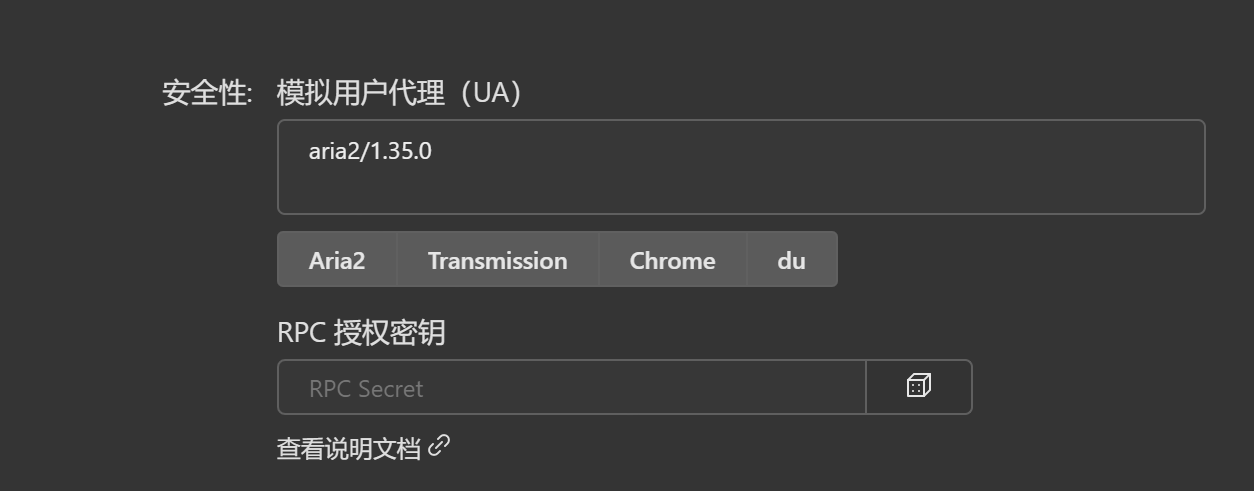 安全性: 模拟用户代理（UA）
aria2/1.35.0
Aria2 Transmission Chrome du
RPC 授权密钥
RPC Secret
查看说明文档